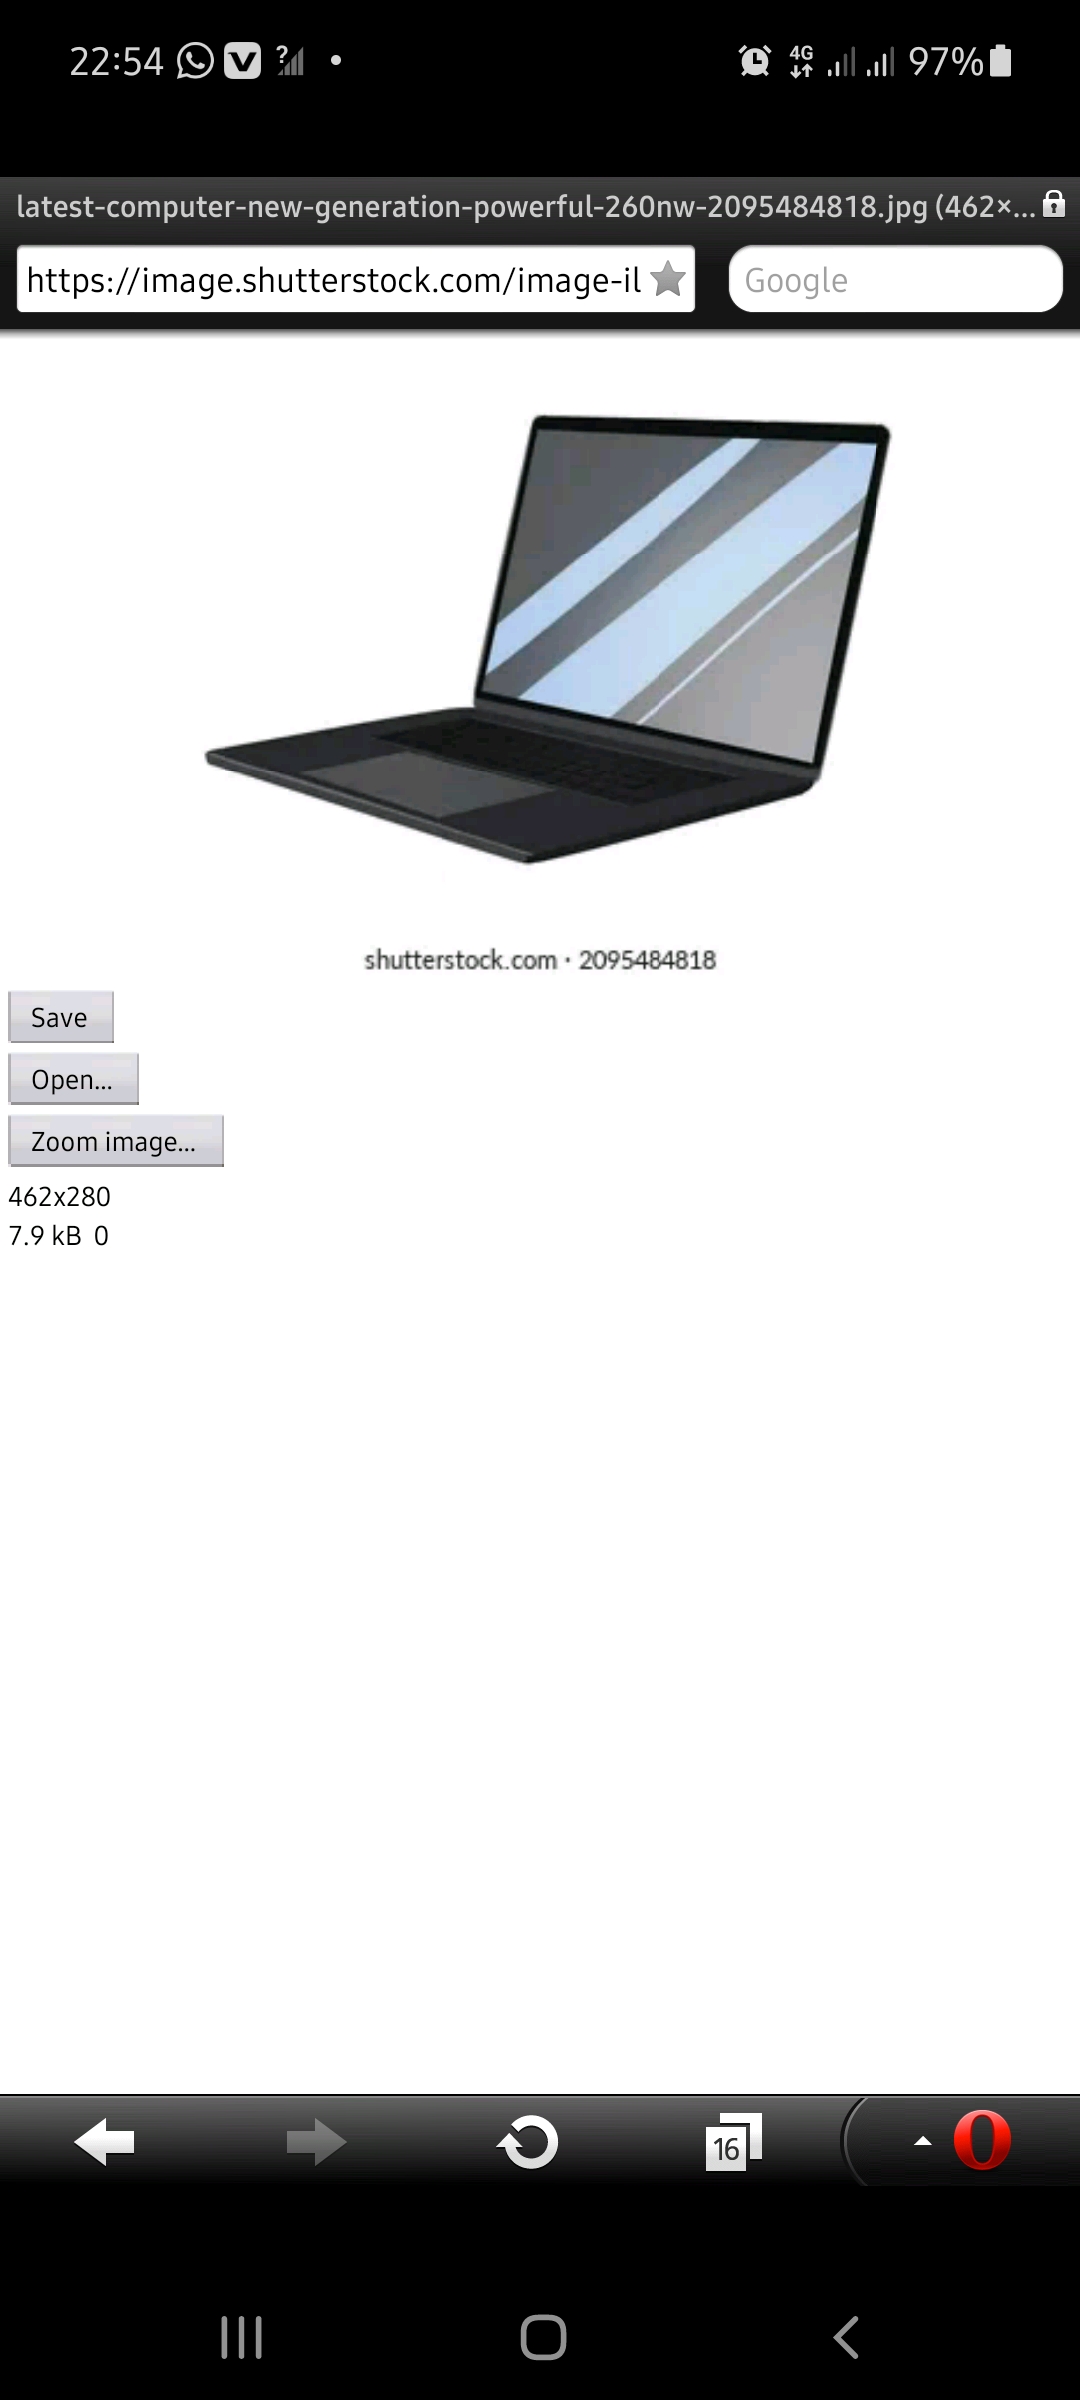 22:54 4G 97%
latest-computer-new-generation-powerful-260nw-2095484818.jpg (462×...
https://image.shutterstock.com/image-il Google
shutterstock.com · 2095484818
Save
Open...
Zoom image...
462x280
7.9 kB 0
16